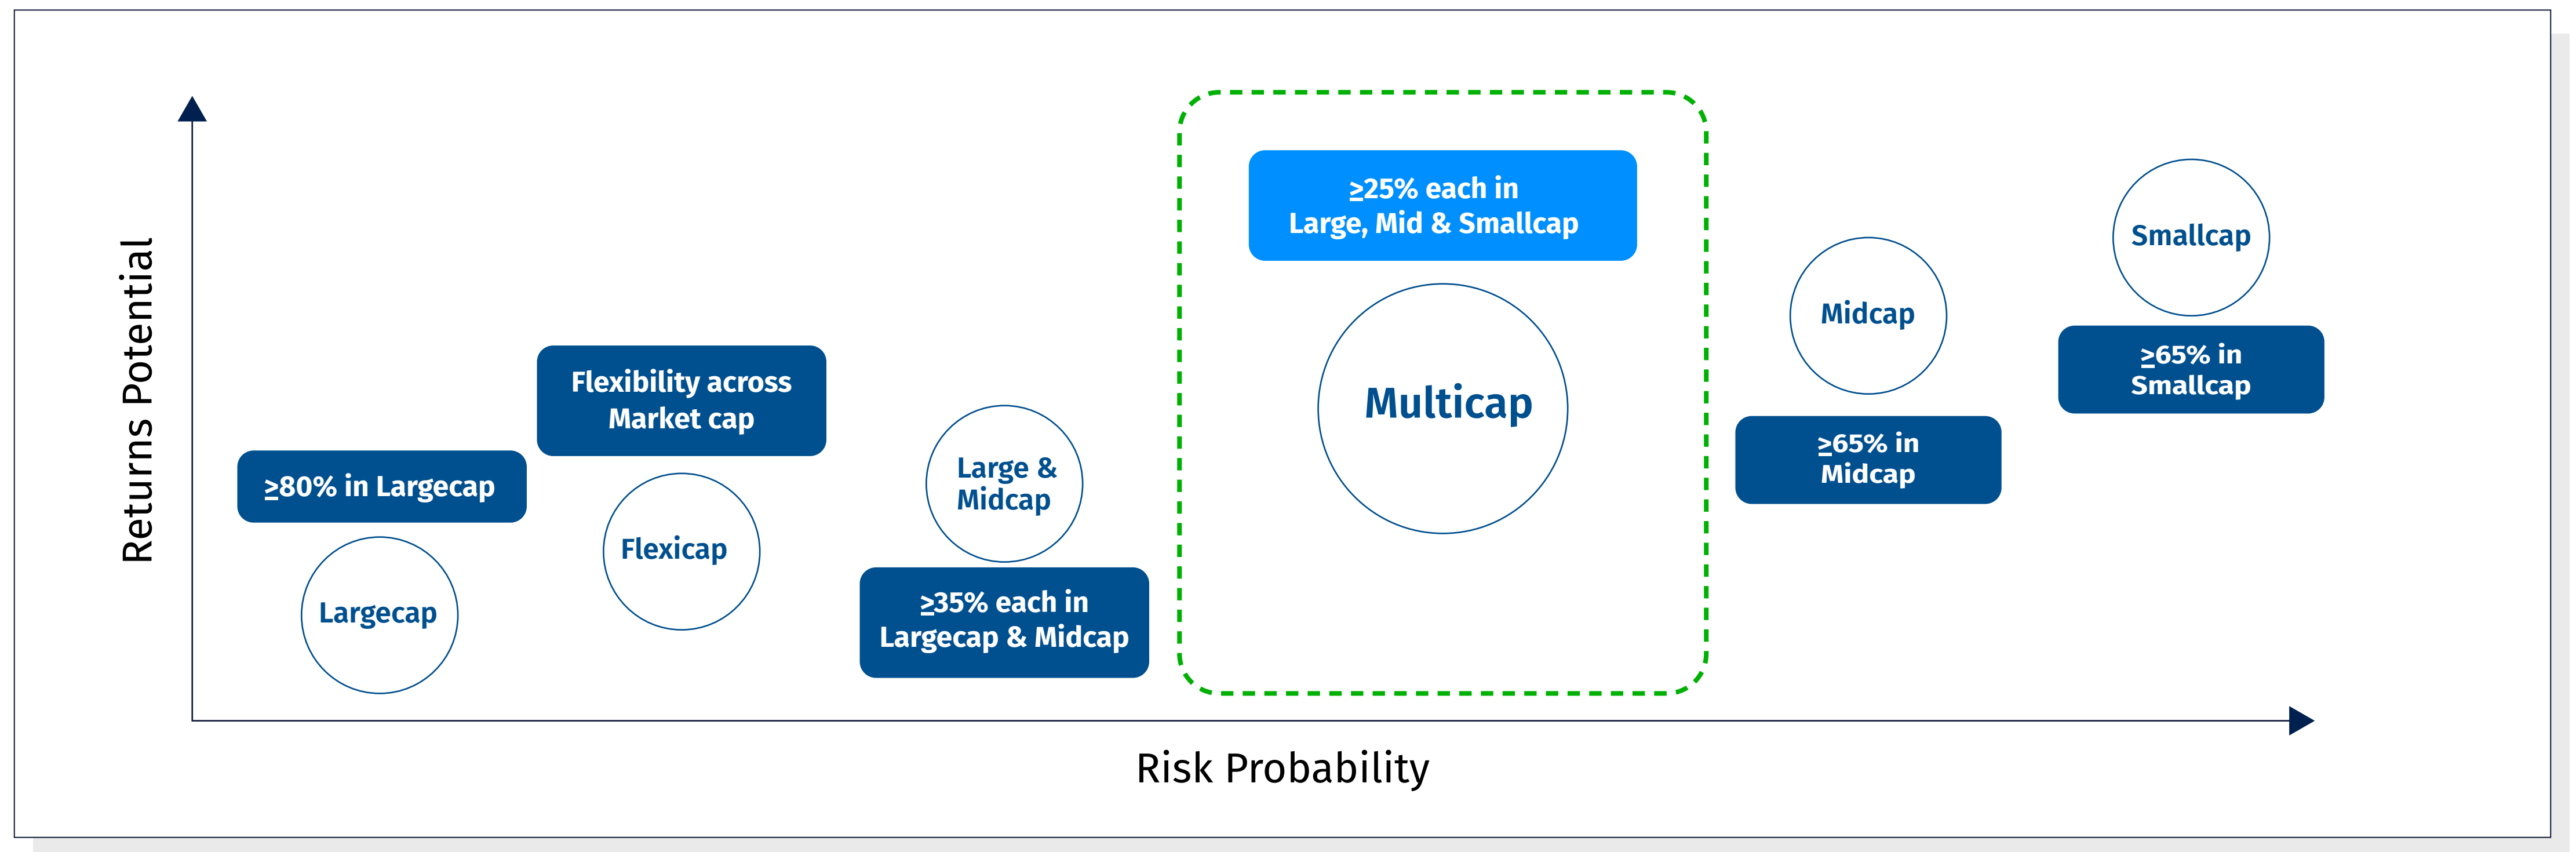 Returns Potential
≥80% in Largecap
Largecap
Flexibility across
Market cap
Flexicap
Large &
Midcap
≥35% each in
Largecap & Midcap
≥25% each in
Large, Mid & Smallcap
Multicap
Midcap
≥65% in
Midcap
Smallcap
≥65% in
Smallcap
Risk Probability